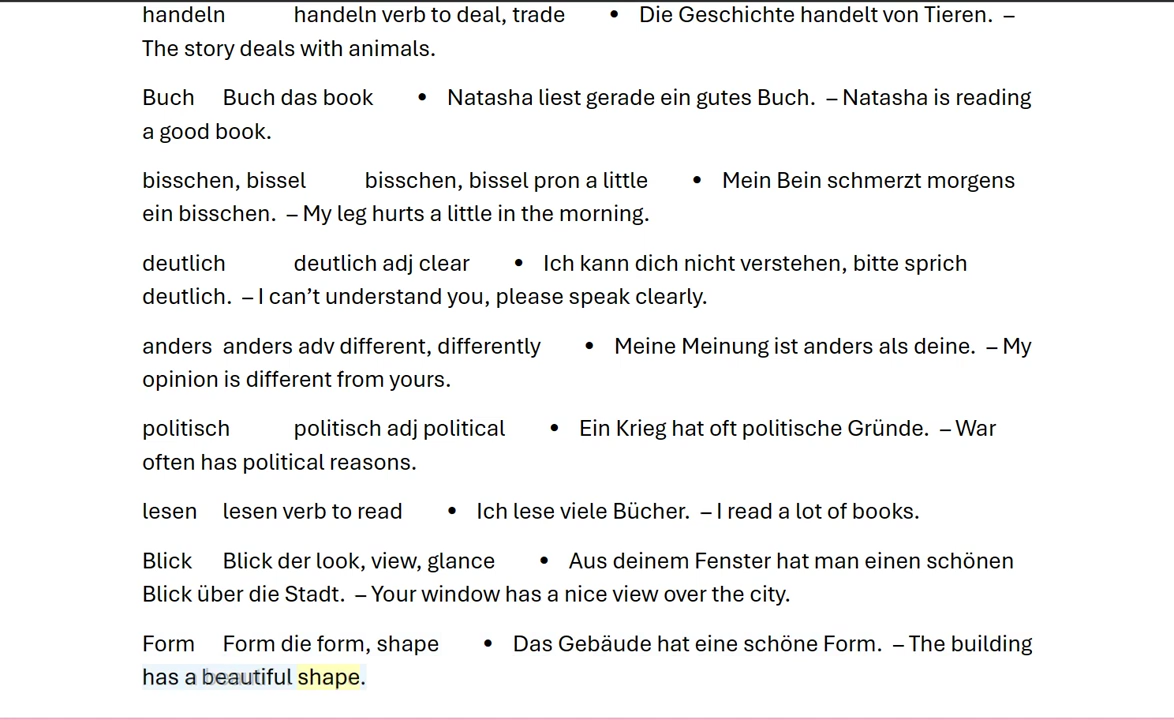 handeln handeln verb to deal, trade • Die Geschichte handelt von Tieren. –
The story deals with animals.
Buch Buch das book • Natasha liest gerade ein gutes Buch. – Natasha is reading
a good book.
bisschen, bissel bisschen, bissel pron a little • Mein Bein schmerzt morgens
ein bisschen. – My leg hurts a little in the morning.
deutlich deutlich adj clear • Ich kann dich nicht verstehen, bitte sprich
deutlich. – I can’t understand you, please speak clearly.
anders anders adv different, differently • Meine Meinung ist anders als deine. – My
opinion is different from yours.
politisch politisch adj political • Ein Krieg hat oft politische Gründe. – War
often has political reasons.
lesen lesen verb to read • Ich lese viele Bücher. – I read a lot of books.
Blick Blick der look, view, glance • Aus deinem Fenster hat man einen schönen
Blick über die Stadt. – Your window has a nice view over the city.
Form Form die form, shape • Das Gebäude hat eine schöne Form. – The building
has a beautiful shape.